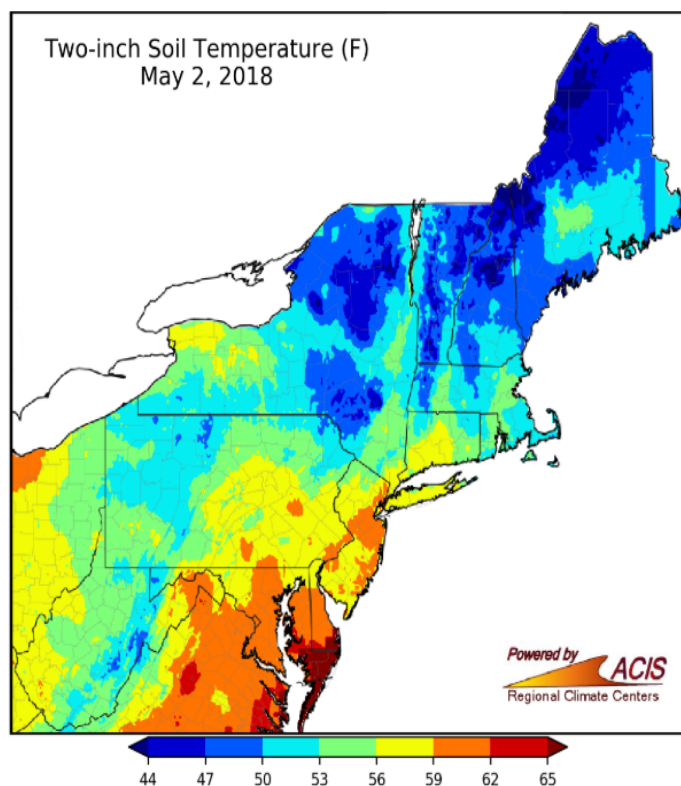 Two-inch Soil Temperature (F)
May 2, 2018
Powered by
ACIS
Regional Climate Centers
44 47 50 53 56 59 62 65